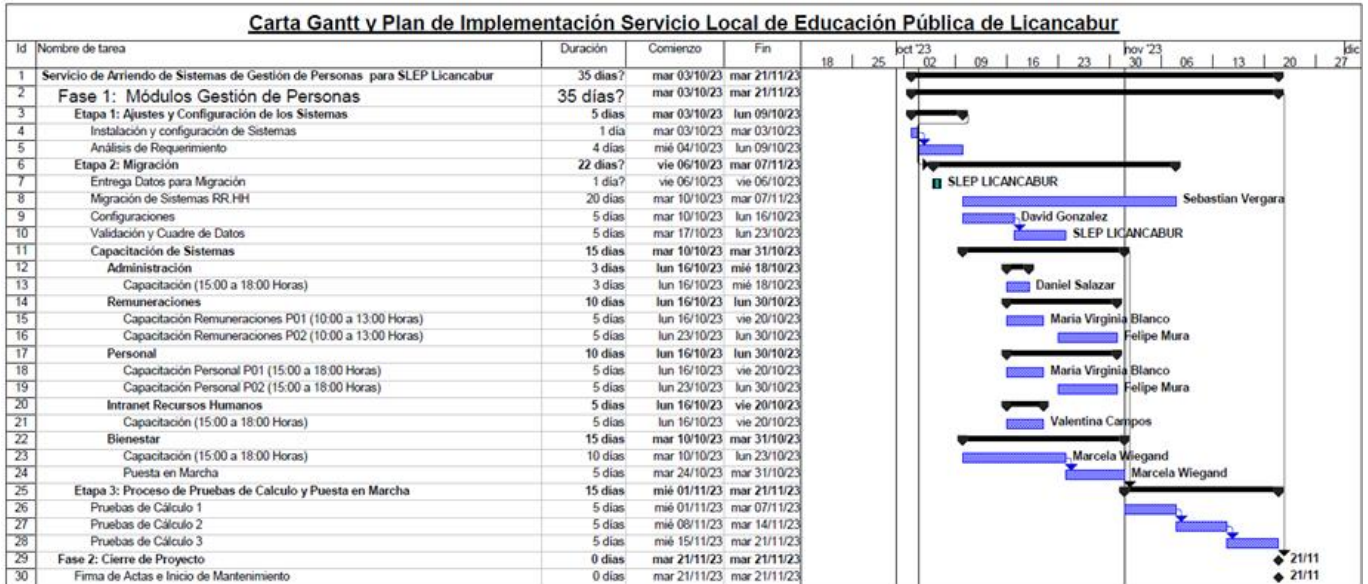 Carta Gantt y Plan de Implementación Servicio Local de Educación Pública de Licancabur
Id Nombre de tarea Duración Comienzo Fin oct '23 nov '23 dic
18 25 02 09 16 23 30 06 13 20 27
1 Servicio de Arriendo de Sistemas de Gestión de Personas para SLEP Licancabur 35 días? mar 03/10/23 mar 21/11/23
2 Fase 1: Módulos Gestión de Personas 35 días? mar 03/10/23 mar 21/11/23
3 Etapa 1: Ajustes y Configuración de los Sistemas 5 días mar 03/10/23 lun 09/10/23
4 Instalación y configuración de Sistemas 1 día mar 03/10/23 mar 03/10/23
5 Análisis de Requerimiento 4 días mié 04/10/23 lun 09/10/23
6 Etapa 2: Migración 22 días? vie 06/10/23 mar 07/11/23
7 Entrega Datos para Migración 1 día? vie 06/10/23 vie 06/10/23 SLEP LICANCABUR
8 Migración de Sistemas RR.HH 20 días mar 10/10/23 mar 07/11/23 Sebastian Vergara
9 Configuraciones 5 días mar 10/10/23 lun 16/10/23 David Gonzalez
10 Validación y Cuadre de Datos 5 días mar 17/10/23 lun 23/10/23 SLEP LICANCABUR
11 Capacitación de Sistemas 15 días mar 10/10/23 mar 31/10/23
12 Administración 3 días lun 16/10/23 mié 18/10/23
13 Capacitación (15:00 a 18:00 Horas) 3 días lun 16/10/23 mié 18/10/23 Daniel Salazar
14 Remuneraciones 10 días lun 16/10/23 lun 30/10/23
15 Capacitación Remuneraciones P01 (10:00 a 13:00 Horas) 5 días lun 16/10/23 vie 20/10/23 Maria Virginia Blanco
16 Capacitación Remuneraciones P02 (10:00 a 13:00 Horas) 5 días lun 23/10/23 lun 30/10/23 Felipe Mura
17 Personal 10 días lun 16/10/23 lun 30/10/23
18 Capacitación Personal P01 (15:00 a 18:00 Horas) 5 días lun 16/10/23 vie 20/10/23 Maria Virginia Blanco
19 Capacitación Personal P02 (15:00 a 18:00 Horas) 5 días lun 23/10/23 lun 30/10/23 Felipe Mura
20 Intranet Recursos Humanos 5 días lun 16/10/23 vie 20/10/23
21 Capacitación (15:00 a 18:00 Horas) 5 días lun 16/10/23 vie 20/10/23 Valentina Campos
22 Bienestar 15 días mar 10/10/23 mar 31/10/23
23 Capacitación (15:00 a 18:00 Horas) 10 días mar 10/10/23 lun 23/10/23 Marcela Wiegand
24 Puesta en Marcha 5 días mar 24/10/23 mar 31/10/23 Marcela Wiegand
25 Etapa 3: Proceso de Pruebas de Calculo y Puesta en Marcha 15 días mié 01/11/23 mar 21/11/23
26 Pruebas de Cálculo 1 5 días mié 01/11/23 mar 07/11/23
27 Pruebas de Cálculo 2 5 días mié 08/11/23 mar 14/11/23
28 Pruebas de Cálculo 3 5 días mié 15/11/23 mar 21/11/23
29 Fase 2: Cierre de Proyecto 0 días mar 21/11/23 mar 21/11/23 21/11
30 Firma de Actas e Inicio de Mantenimiento 0 días mar 21/11/23 mar 21/11/23 21/11